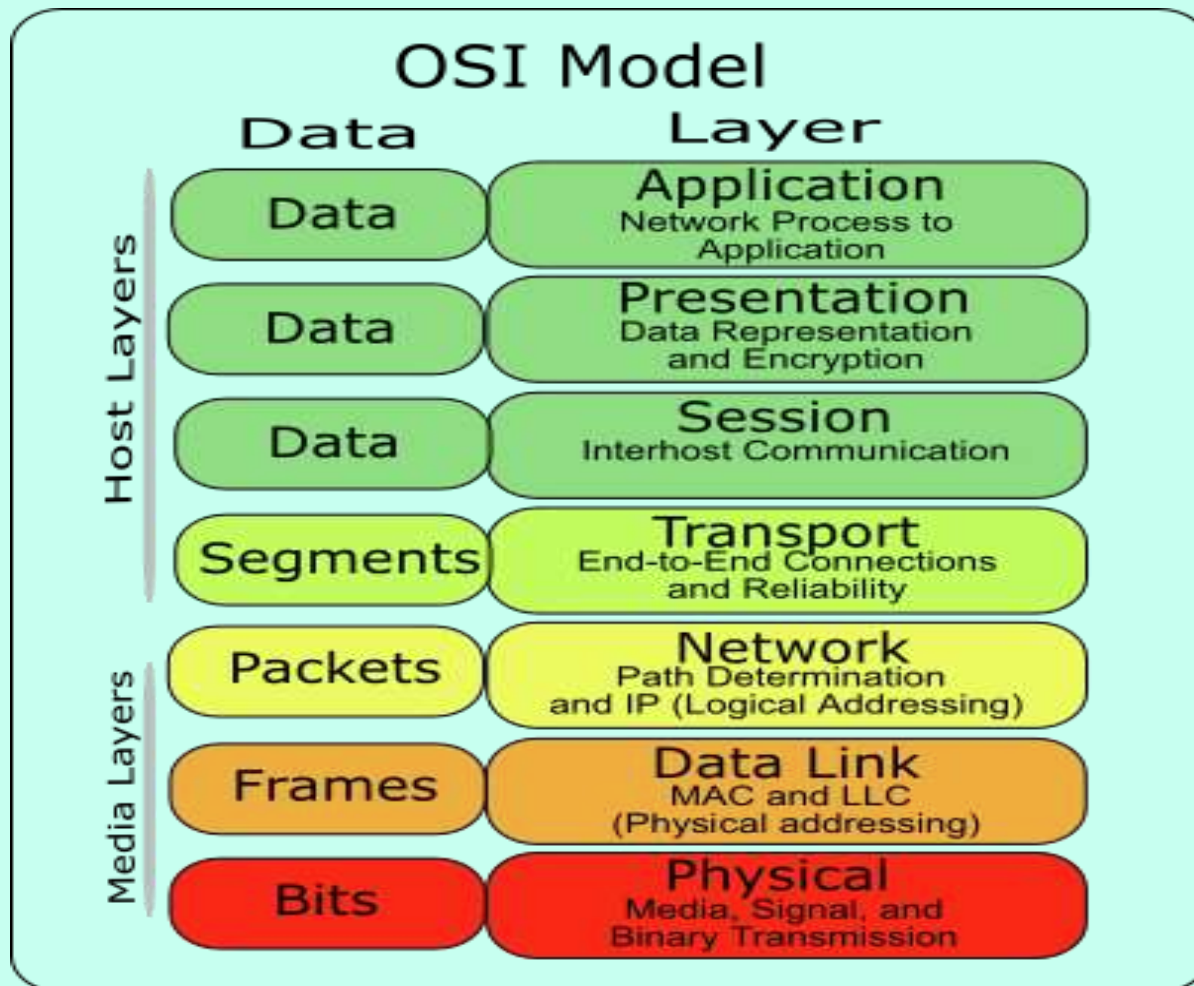 OSI Model
Data Layer
Host Layers
Data
Application
Network Process to
Application
Data
Presentation
Data Representation
and Encryption
Data
Session
Interhost Communication
Segments
Transport
End-to-End Connections
and Reliability
Media Layers
Packets
Network
Path Determination
and IP (Logical Addressing)
Frames
Data Link
MAC and LLC
(Physical addressing)
Bits
Physical
Media, Signal, and
Binary Transmission